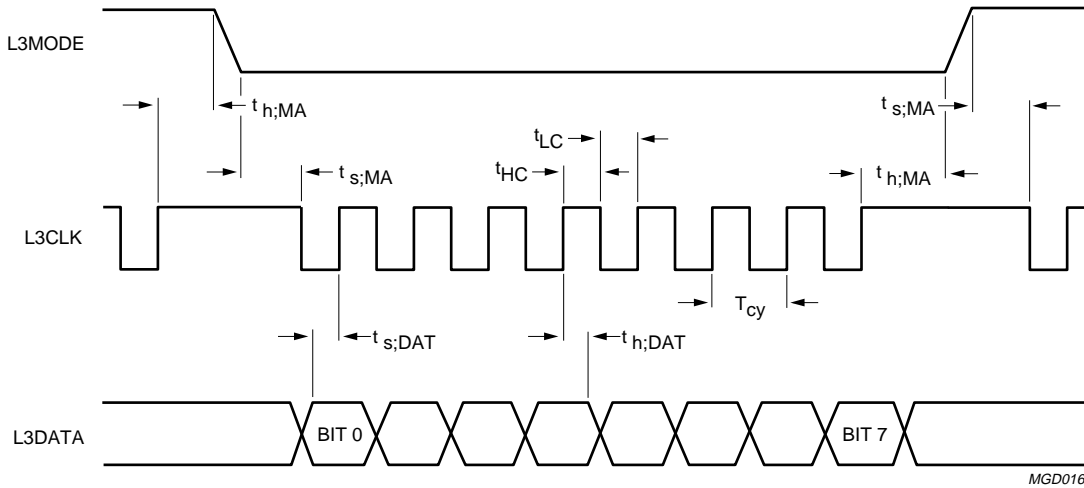 L3MODE
t h;MA
t s;MA
tLC
tHC
t s;MA
t h;MA
L3CLK
Tcy
t s;DAT
t h;DAT
L3DATA
BIT 0
BIT 7
MGD016